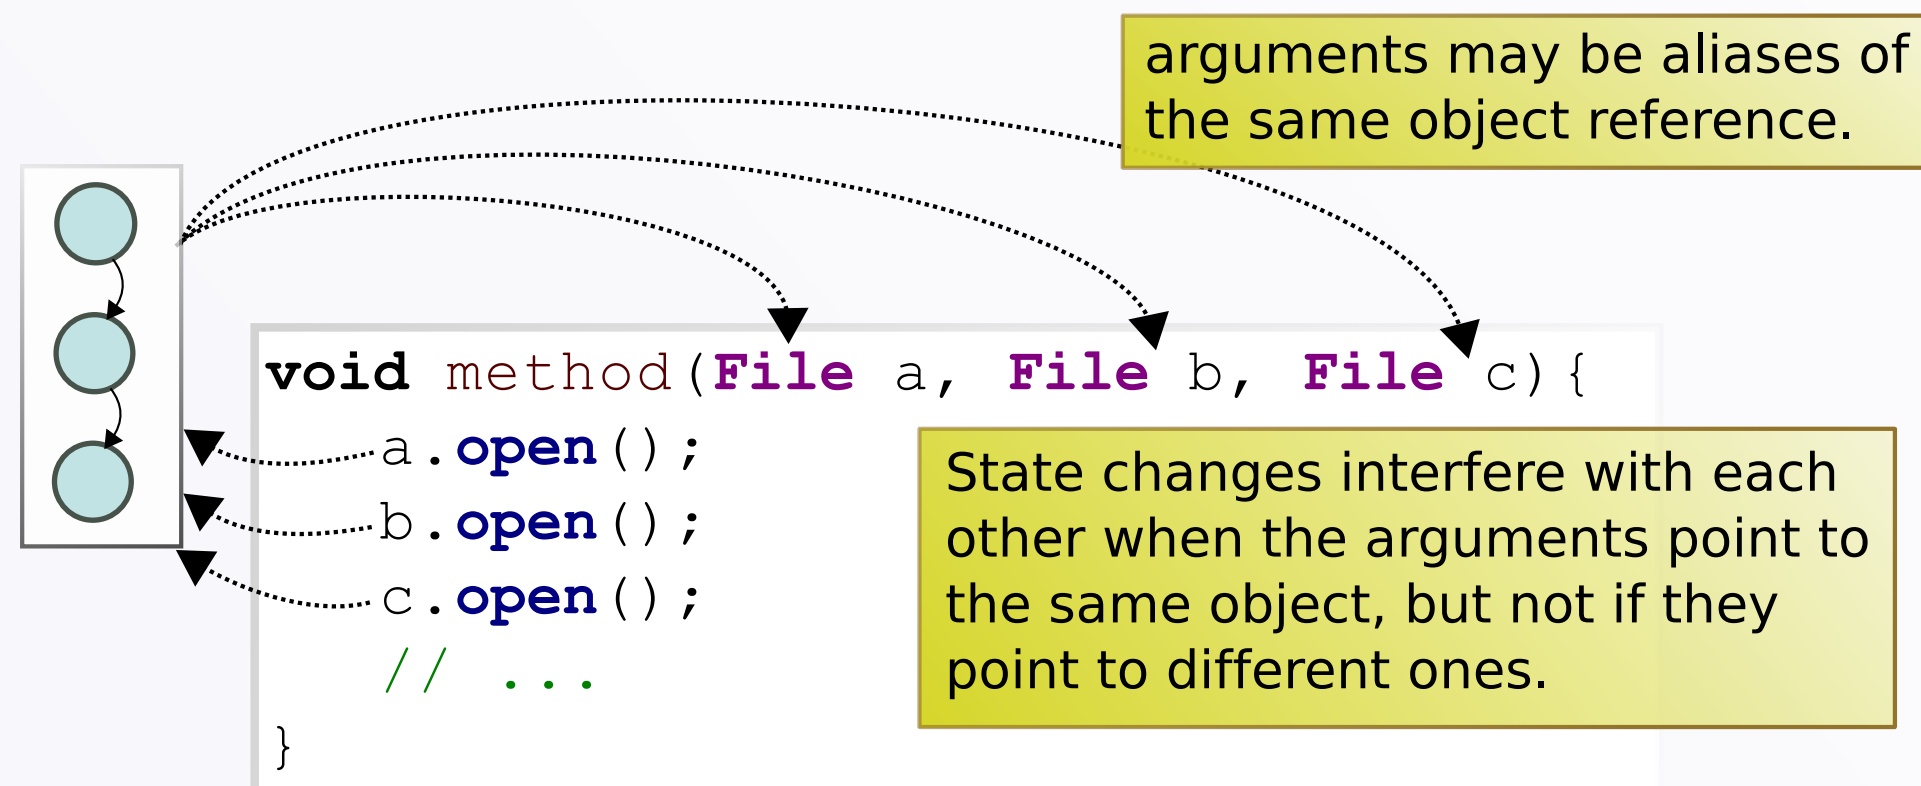 arguments may be aliases of
the same object reference.
void method(File a, File b, File c){
a.open();
b.open();
c.open();
// ...
}
State changes interfere with each
other when the arguments point to
the same object, but not if they
point to different ones.